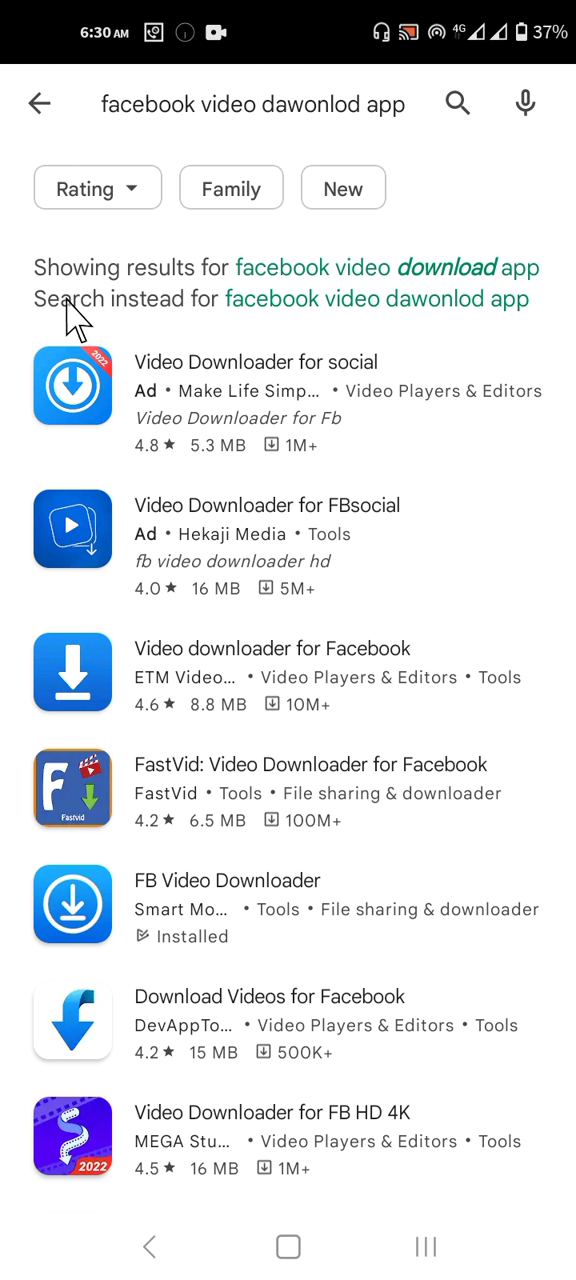 6:30 AM 4G 37%
facebook video dawonlod app
Rating Family New
Showing results for facebook video download app
Search instead for facebook video dawonlod app
2022
Video Downloader for social
Ad • Make Life Simp... • Video Players & Editors
Video Downloader for Fb
4.8 ★ 5.3 MB 1M+
Video Downloader for FBsocial
Ad • Hekaji Media • Tools
fb video downloader hd
4.0 ★ 16 MB 5M+
Video downloader for Facebook
ETM Video... • Video Players & Editors • Tools
4.6 ★ 8.8 MB 10M+
F
Fastvid
FastVid: Video Downloader for Facebook
FastVid • Tools • File sharing & downloader
4.2 ★ 6.5 MB 100M+
FB Video Downloader
Smart Mo... • Tools • File sharing & downloader
Installed
Download Videos for Facebook
DevAppTo... • Video Players & Editors • Tools
4.2 ★ 15 MB 500K+
Video Downloader for FB HD 4K
MEGA Stu... • Video Players & Editors • Tools
4.5 ★ 16 MB 1M+
2022